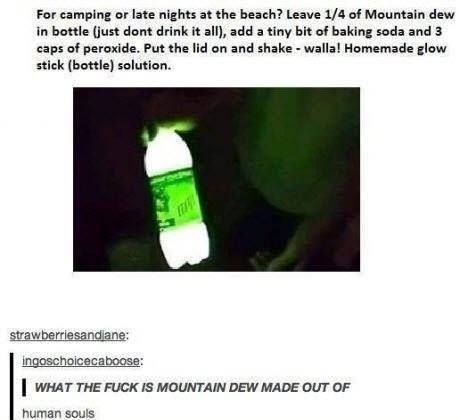 For camping or late nights at the beach? Leave 1/4 of Mountain dew
in bottle (just dont drink it all), add a tiny bit of baking soda and 3
caps of peroxide. Put the lid on and shake - walla! Homemade glow
stick (bottle) solution.
strawberriesandjane:
ingoschoicecaboose:
WHAT THE FUCK IS MOUNTAIN DEW MADE OUT OF
human souls